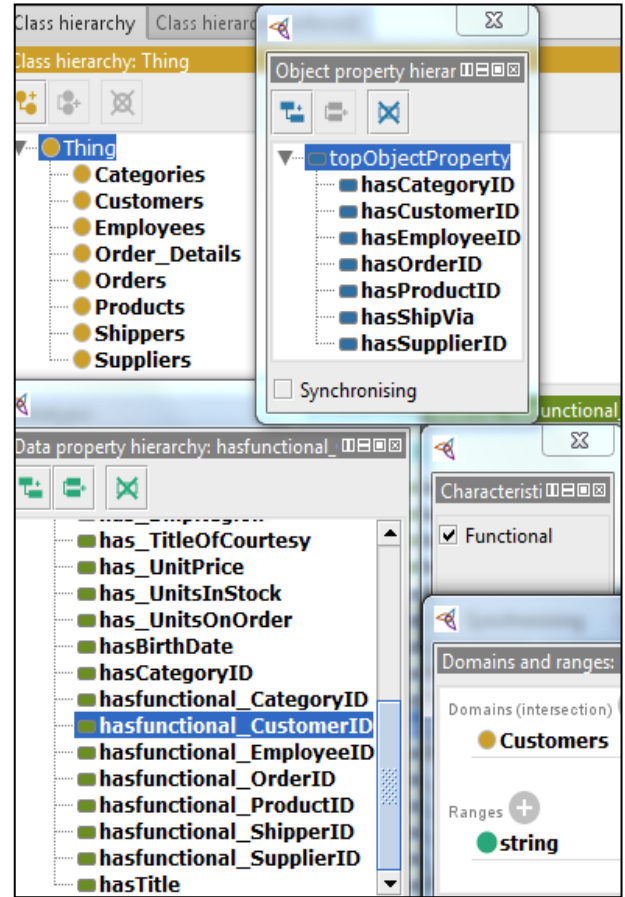 Class hierarchy
Class hierarc
Class hierarchy: Thing
Thing
Categories
Customers
Employees
Order_Details
Orders
Products
Shippers
Suppliers
Object property hierar
topObjectProperty
hasCategoryID
hasCustomerID
hasEmployeeID
hasOrderID
hasProductID
hasShipVia
hasSupplierID
Synchronising
Data property hierarchy: hasfunctional_
has_TitleOfCourtesy
has_UnitPrice
has_UnitsInStock
has_UnitsOnOrder
hasBirthDate
hasCategoryID
hasfunctional_CategoryID
hasfunctional_CustomerID
hasfunctional_EmployeeID
hasfunctional_OrderID
hasfunctional_ProductID
hasfunctional_ShipperID
hasfunctional_SupplierID
hasTitle
unctional_
Characteristi
Functional
Domains and ranges:
Domains (intersection)
Customers
Ranges
string